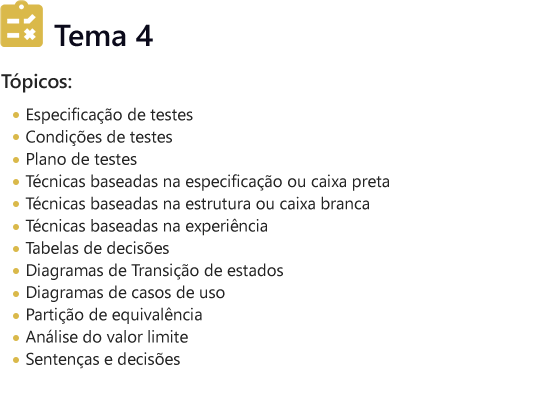 Tema 4
Tópicos:
Especificação de testes
Condições de testes
Plano de testes
Técnicas baseadas na especificação ou caixa preta
Técnicas baseadas na estrutura ou caixa branca
Técnicas baseadas na experiência
Tabelas de decisões
Diagramas de Transição de estados
Diagramas de casos de uso
Partição de equivalência
Análise do valor limite
Sentenças e decisões